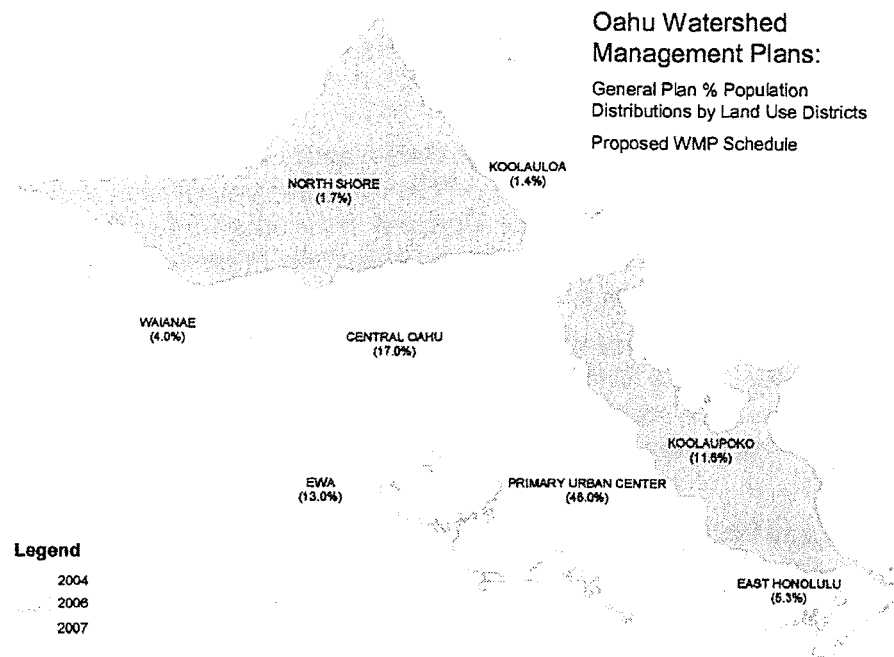 Oahu Watershed
Management Plans:
General Plan % Population
Distributions by Land Use Districts
Proposed WMP Schedule
KOOLAULOA
(1.4%)
NORTH SHORE
(1.7%)
WAIANAE
(4.0%)
CENTRAL OAHU
(17.0%)
KOOLAUPOKO
(11.6%)
EWA
(13.0%)
PRIMARY URBAN CENTER
(46.0%)
EAST HONOLULU
(5.3%)
Legend
2004
2006
2007